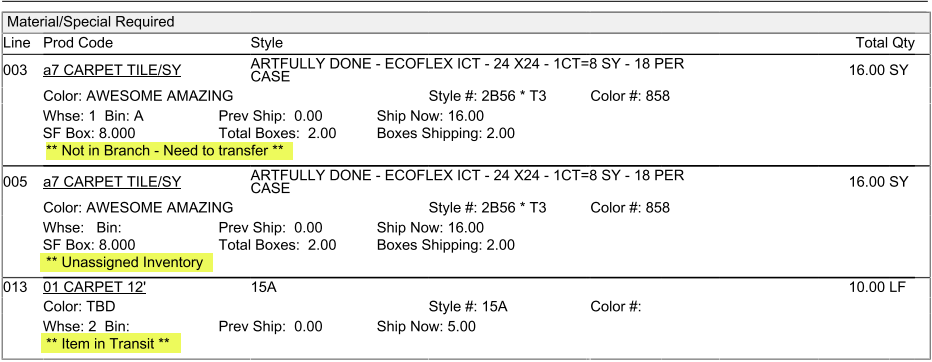 Material/Special Required
Line Prod Code Style Total Qty
003 a7 CARPET TILE/SY ARTFULLY DONE - ECOFLEX ICT - 24 X24 - 1CT=8 SY - 18 PER CASE 16.00 SY
Color: AWESOME AMAZING Style #: 2B56 * T3 Color #: 858
Whse: 1 Bin: A Prev Ship: 0.00 Ship Now: 16.00
SF Box: 8.000 Total Boxes: 2.00 Boxes Shipping: 2.00
** Not in Branch - Need to transfer **
005 a7 CARPET TILE/SY ARTFULLY DONE - ECOFLEX ICT - 24 X24 - 1CT=8 SY - 18 PER CASE 16.00 SY
Color: AWESOME AMAZING Style #: 2B56 * T3 Color #: 858
Whse: Bin: Prev Ship: 0.00 Ship Now: 16.00
SF Box: 8.000 Total Boxes: 2.00 Boxes Shipping: 2.00
** Unassigned Inventory
013 01 CARPET 12' 15A 10.00 LF
Color: TBD Style #: 15A Color #:
Whse: 2 Bin: Prev Ship: 0.00 Ship Now: 5.00
** Item in Transit **